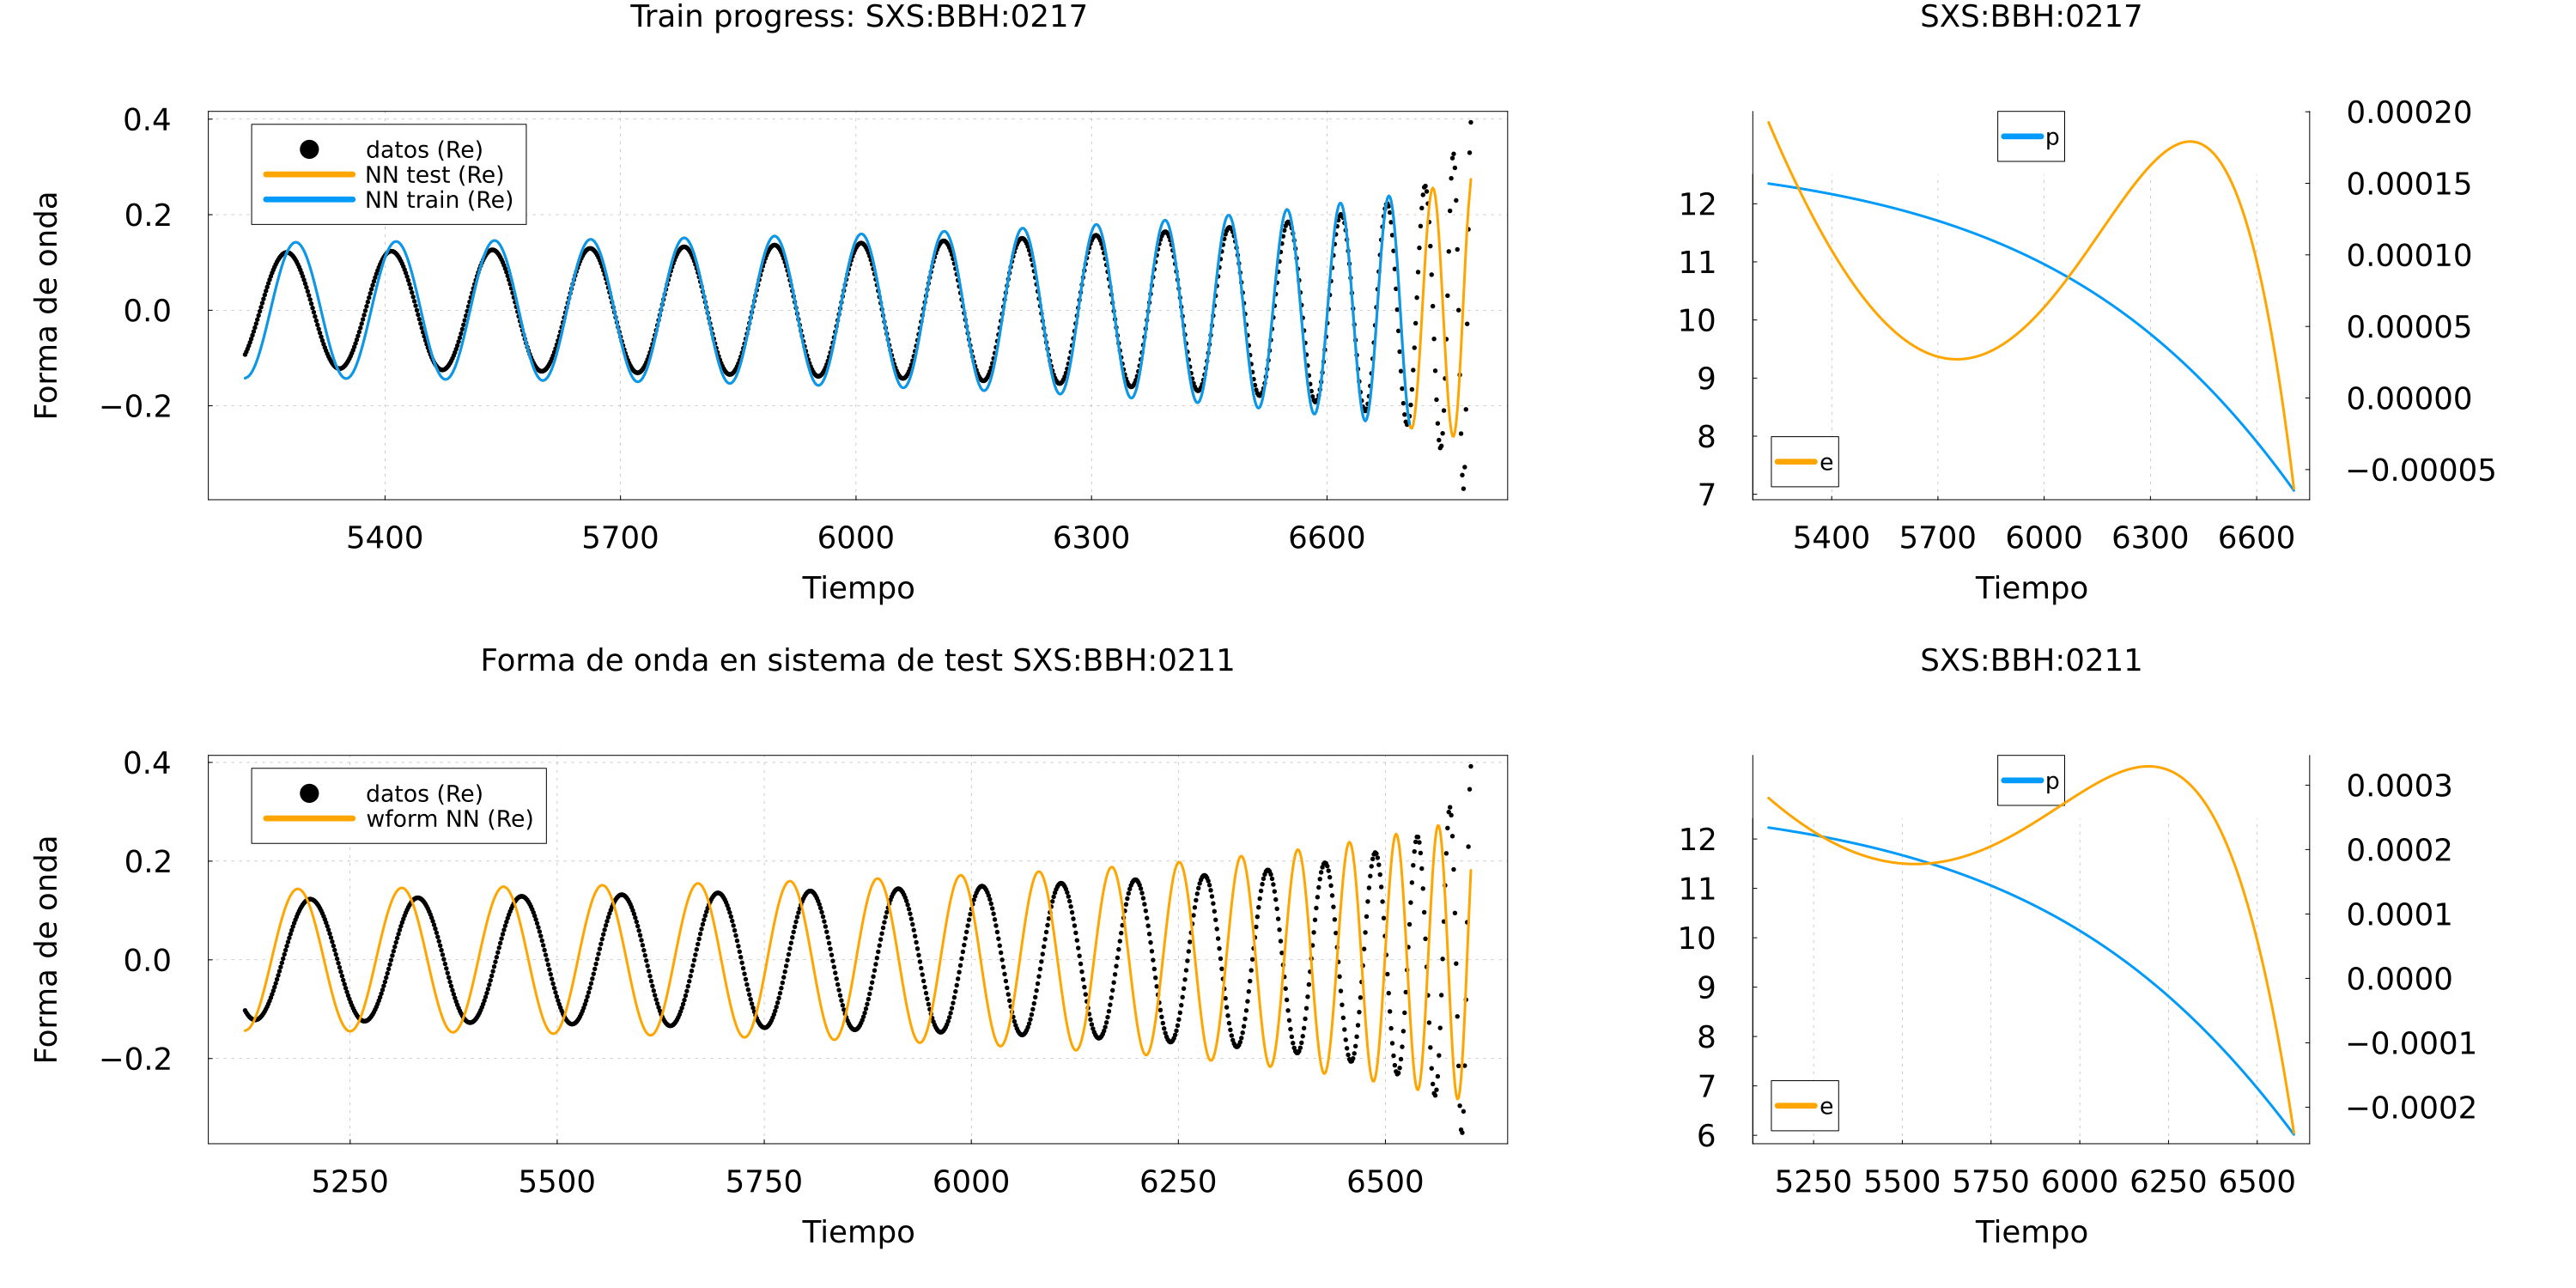 Train progress: SXS:BBH:0217
SXS:BBH:0217
0.4
0.2
0.0
−0.2
Forma de onda
datos (Re)
NN test (Re)
NN train (Re)
5400 5700 6000 6300 6600
Tiempo
12
11
10
9
8
7
p
e
0.00020
0.00015
0.00010
0.00005
0.00000
−0.00005
5400 5700 6000 6300 6600
Tiempo
Forma de onda en sistema de test SXS:BBH:0211
SXS:BBH:0211
0.4
0.2
0.0
−0.2
Forma de onda
datos (Re)
wform NN (Re)
5250 5500 5750 6000 6250 6500
Tiempo
12
11
10
9
8
7
6
p
e
0.0003
0.0002
0.0001
0.0000
−0.0001
−0.0002
5250 5500 5750 6000 6250 6500
Tiempo